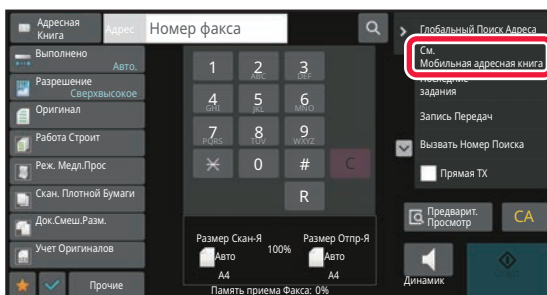 Адресная
Книга
Адрес
Номер факса
Глобальный Поиск Адреса
См.
Мобильная адресная книга
Последние
задания
Запись Передач
Вызвать Номер Поиска
Прямая TX
Выполнено
Авто.
Разрешение
Сверхвысокое
Оригинал
Работа Строит
Реж. Медл.Прос
Скан. Плотной Бумаги
Док.Смеш.Разм.
Учет Оригиналов
Прочие
1
2
ABC
3
DEF
4
GHI
5
JKL
6
MNO
7
PQRS
8
TUV
9
WXYZ
0
#
C
R
Размер Скан-Я
Авто
A4
100%
Размер Отпр-Я
Авто
A4
Память приема Факса: 0%
Предварит.
Просмотр
CA
Динамик